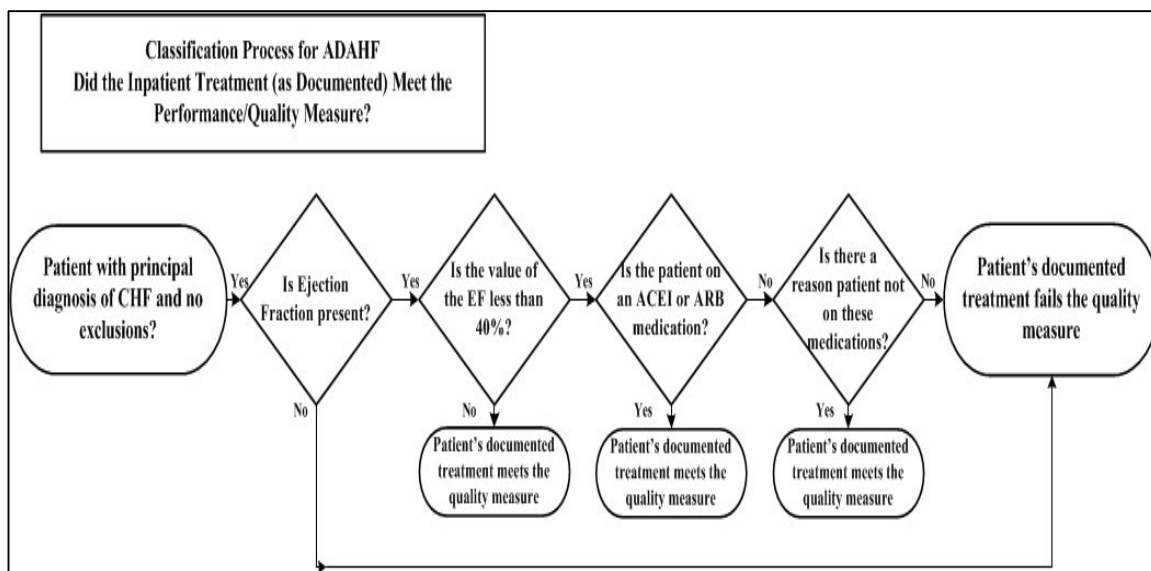 Classification Process for ADAHF
Did the Inpatient Treatment (as Documented) Meet the
Performance/Quality Measure?
Patient with principal
diagnosis of CHF and no
exclusions?
Yes
Is Ejection
Fraction present?
Yes
No
Is the value of
the EF less than
40%?
Yes
No
Patient's documented
treatment meets the
quality measure
Is the patient on
an ACEI or ARB
medication?
No
Yes
Patient's documented
treatment meets the
quality measure
Is there a
reason patient not
on these
medications?
No
Yes
Patient's documented
treatment meets the
quality measure
Patient's documented
treatment fails the quality
measure